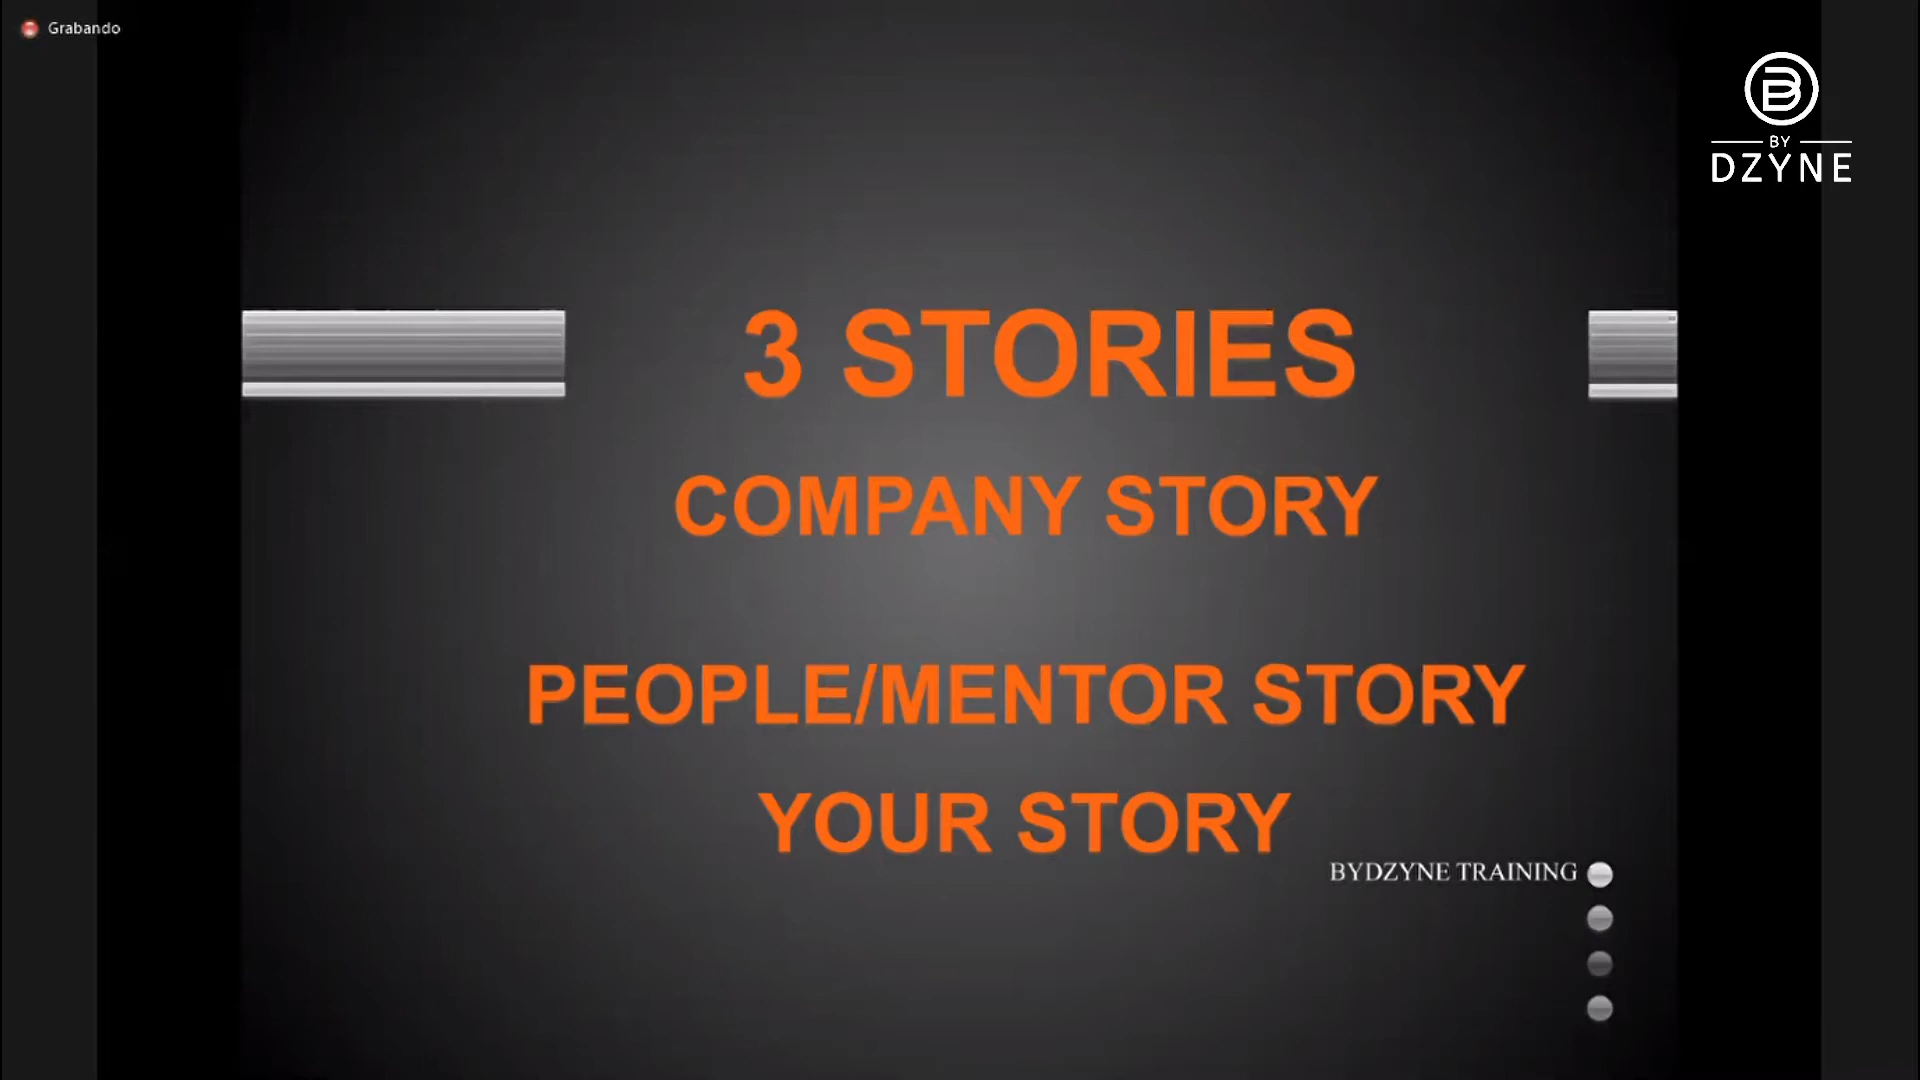 Grabando
BY
DZYNE
3 STORIES
COMPANY STORY
PEOPLE/MENTOR STORY
YOUR STORY
BYDZYNE TRAINING